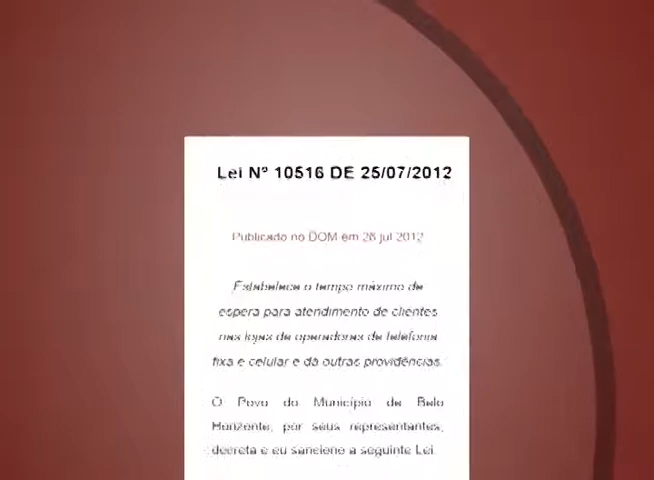 Lei Nº 10516 DE 25/07/2012
Publicado no DOM em 26 jul 2012
Estabelece o tempo máximo de
espera para atendimento de clientes
nas lojas de operadoras de telefonia
fixa e celular e dá outras providências.
O Povo do Município de Belo
Horizonte, por seus representantes,
decreta e eu sanciono a seguinte Lei